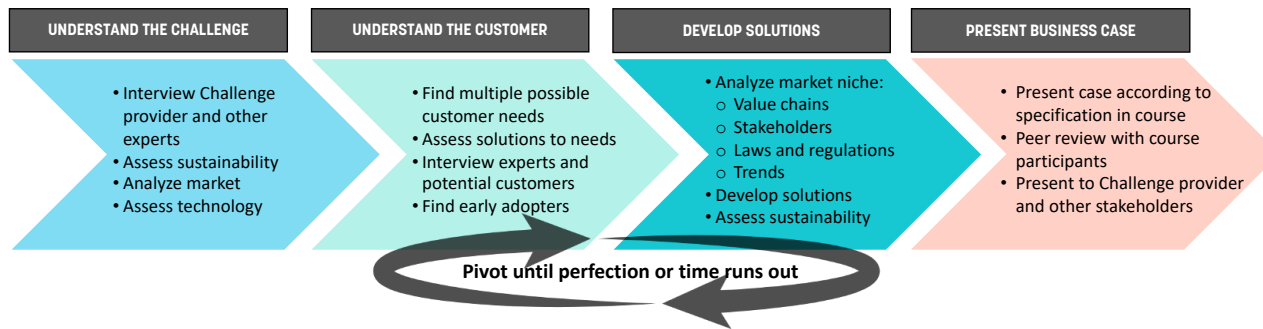 UNDERSTAND THE CHALLENGE
• Interview Challenge
provider and other
experts
• Assess sustainability
• Analyze market
• Assess technology
UNDERSTAND THE CUSTOMER
• Find multiple possible
customer needs
• Assess solutions to needs
• Interview experts and
potential customers
• Find early adopters
DEVELOP SOLUTIONS
• Analyze market niche:
o Value chains
o Stakeholders
o Laws and regulations
o Trends
• Develop solutions
• Assess sustainability
PRESENT BUSINESS CASE
• Present case according to
specification in course
• Peer review with course
participants
• Present to Challenge provider
and other stakeholders
Pivot until perfection or time runs out